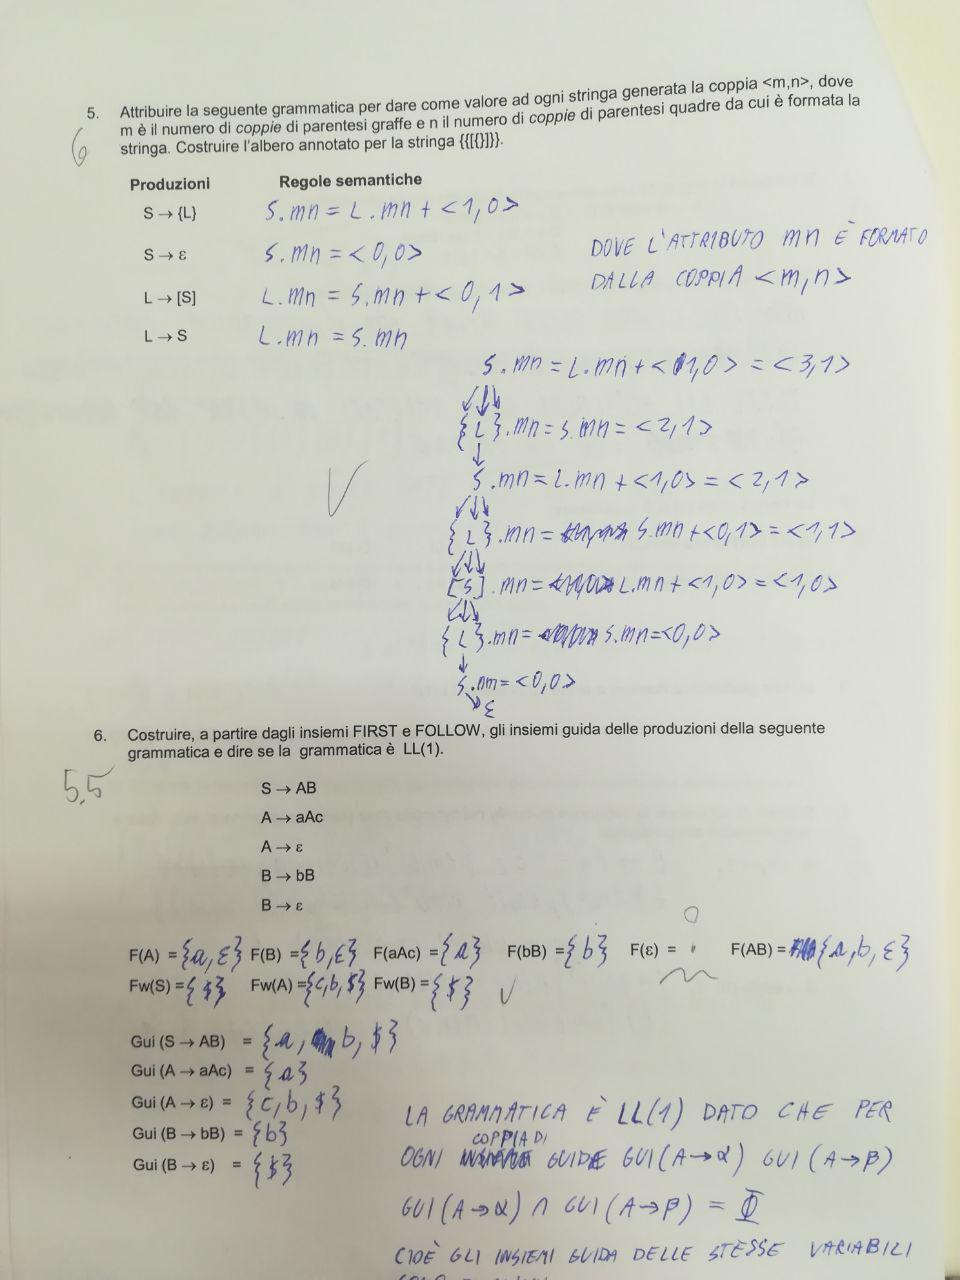 5. Attribuire la seguente grammatica per dare come valore ad ogni stringa generata la coppia <m,n>, dove
m è il numero di coppie di parentesi graffe e n il numero di coppie di parentesi quadre da cui è formata la
stringa. Costruire l'albero annotato per la stringa {{[{}]}}.
6
Produzioni Regole semantiche
S → {L} S.mn = L.mn + <1,0>
S → ε S.mn = <0,0>
DOVE L'ATTRIBUTO mn È FORMATO
DALLA COPPIA <m,n>
L → [S] L.mn = S.mn + <0,1>
L → S L.mn = S.mn
S.mn = L.mn + <1,0> = <3,1>
{L}.mn = S.mn = <2,1>
S.mn = L.mn + <1,0> = <2,1>
{L}.mn = S.mn + <0,1> = <1,1>
[S].mn = L.mn + <1,0> = <1,0>
{L}.mn = S.mn = <0,0>
S.nm = <0,0>
ε
6. Costruire, a partire dagli insiemi FIRST e FOLLOW, gli insiemi guida delle produzioni della seguente
grammatica e dire se la grammatica è LL(1).
5.5
S → AB
A → aAc
A → ε
B → bB
B → ε
F(A) = {a,ε} F(B) = {b,ε} F(aAc) = {a} F(bB) = {b} F(ε) = F(AB) = {a,b,ε}
Fw(S) = {$} Fw(A) = {c,b,$} Fw(B) = {$}
Gui (S → AB) = {a, b, $}
Gui (A → aAc) = {a}
Gui (A → ε) = {c,b,$}
Gui (B → bB) = {b}
Gui (B → ε) = {$}
LA GRAMMATICA È LL(1) DATO CHE PER
OGNI COPPIA DI GUIDE GUI(A→α) GUI(A→β)
GUI(A→α) ∩ GUI(A→β) = Φ
CIOÈ GLI INSIEMI GUIDA DELLE STESSE VARIABILI